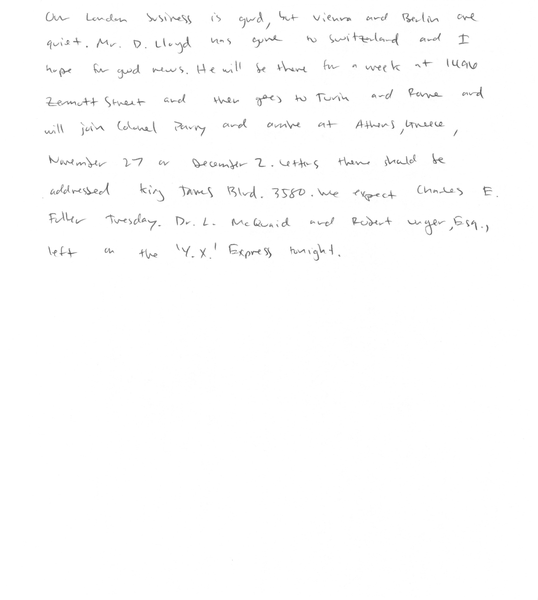 Our London business is good, but Vienna and Berlin are
quiet. Mr. D. Lloyd has gone to Switzerland and I
hope for good news. He will be there for a week at 1496
Zermott Street and then goes to Turin and Rome and
will join Colonel Parry and arrive at Athens, Greece,
November 27 or December 2. Letters there should be
addressed King James Blvd. 3580. We expect Charles E.
Fuller Tuesday. Dr. L. McQuaid and Robert Unger, Esq.,
left on the 'Y.X.' Express tonight.